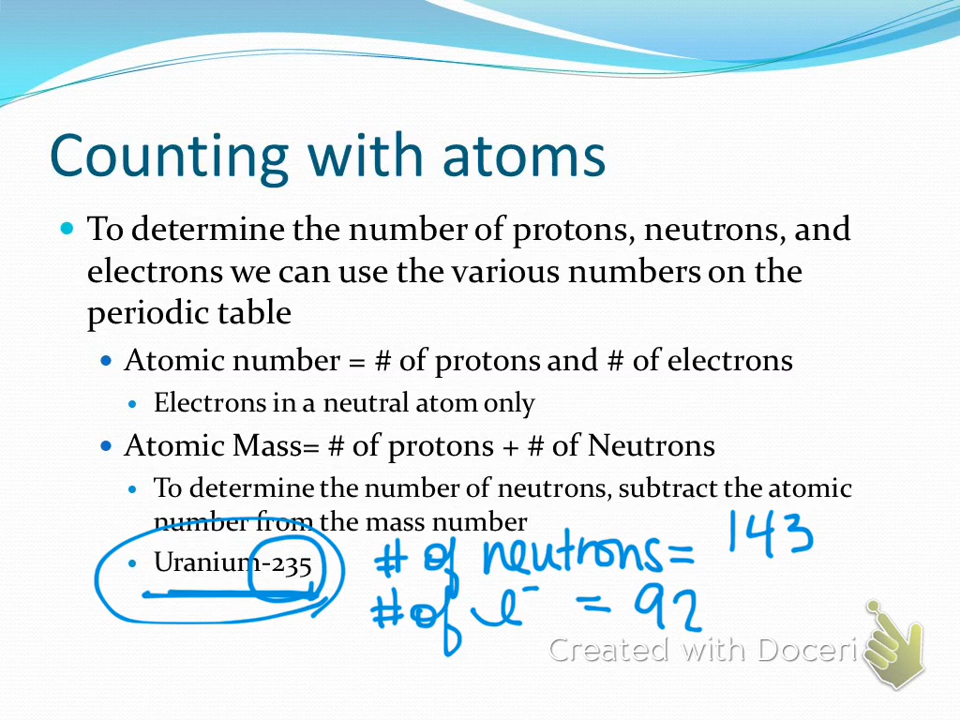 Counting with atoms
To determine the number of protons, neutrons, and
electrons we can use the various numbers on the
periodic table
Atomic number = # of protons and # of electrons
Electrons in a neutral atom only
Atomic Mass= # of protons + # of Neutrons
To determine the number of neutrons, subtract the atomic
number from the mass number
Uranium-235
# of neutrons= 143
# of e⁻ = 92
Created with Doceri